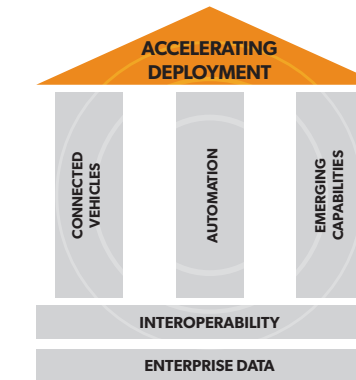 ACCELERATING
DEPLOYMENT
CONNECTED
VEHICLES
AUTOMATION
EMERGING
CAPABILITIES
INTEROPERABILITY
ENTERPRISE DATA